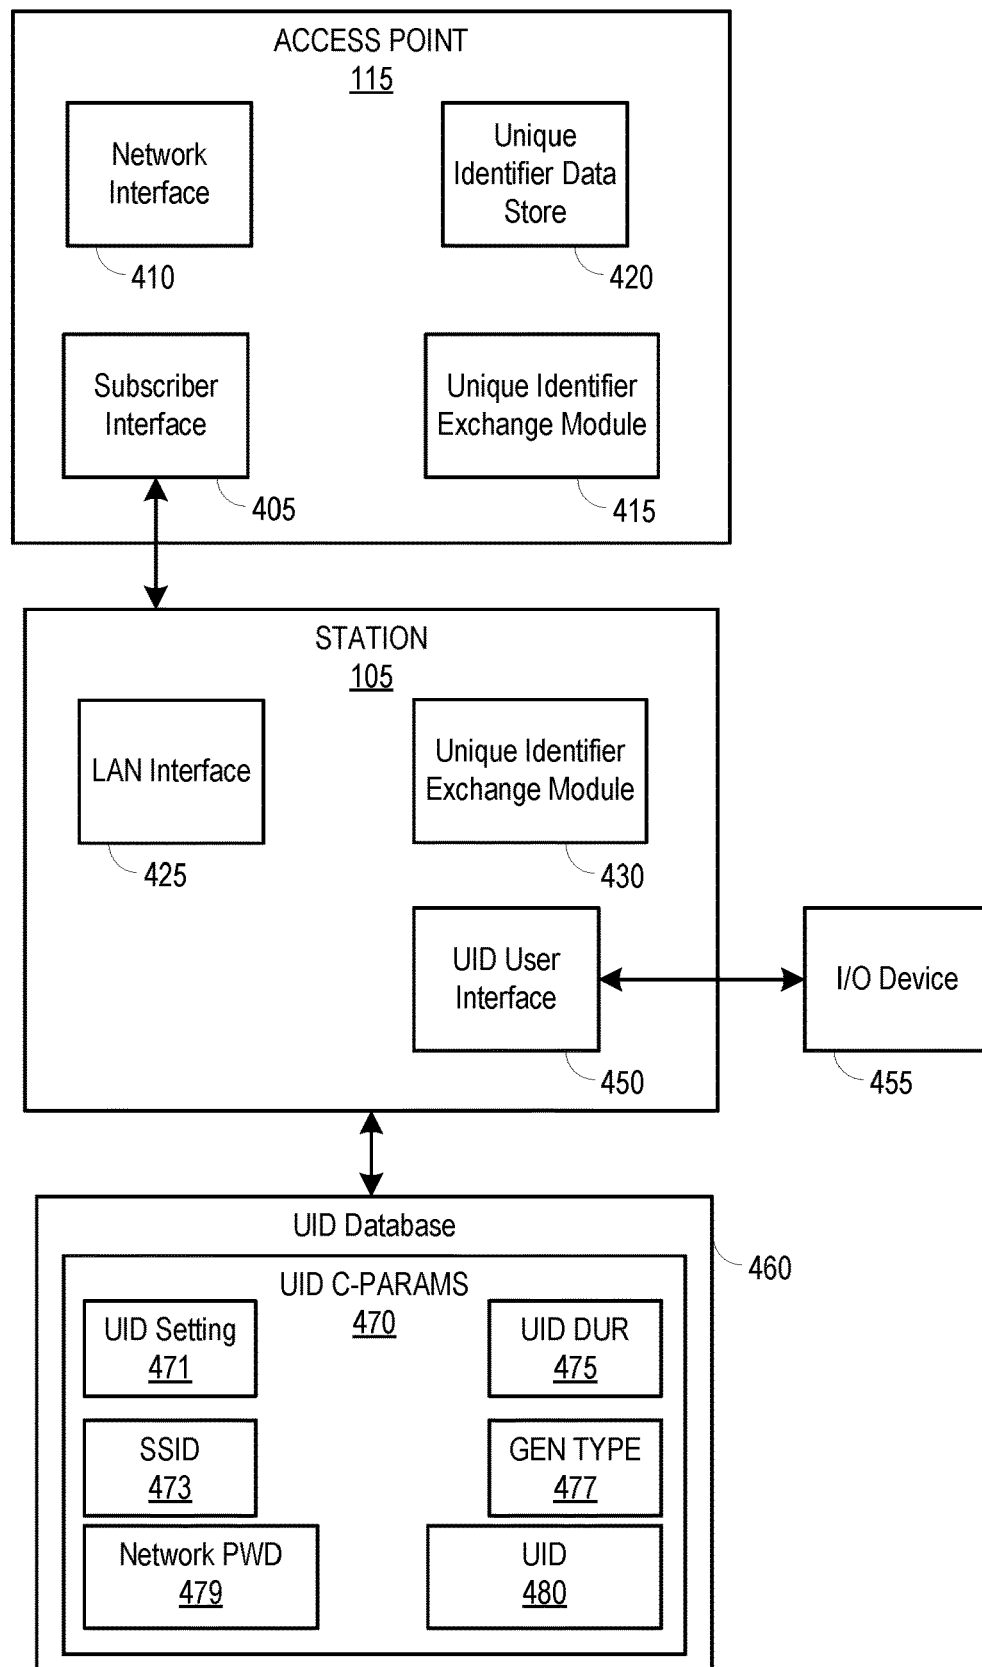 ACCESS POINT
115
Network
Interface
410
Unique
Identifier Data
Store
420
Subscriber
Interface
405
Unique Identifier
Exchange Module
415
STATION
105
LAN Interface
425
Unique Identifier
Exchange Module
430
UID User
Interface
450
I/O Device
455
UID Database
460
UID C-PARAMS
470
UID Setting
471
UID DUR
475
SSID
473
GEN TYPE
477
Network PWD
479
UID
480